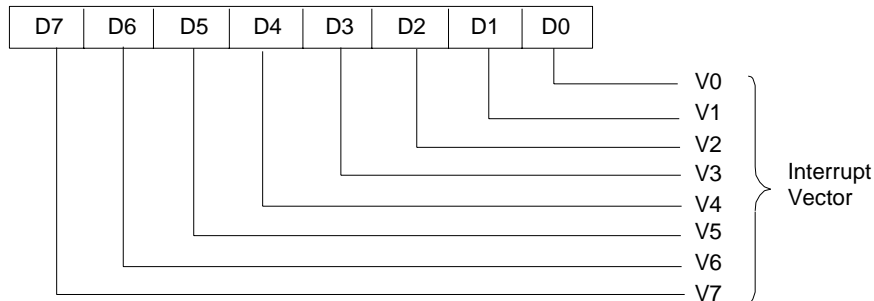 D7 D6 D5 D4 D3 D2 D1 D0
V0
V1
V2
V3
V4
V5
V6
V7
Interrupt
Vector